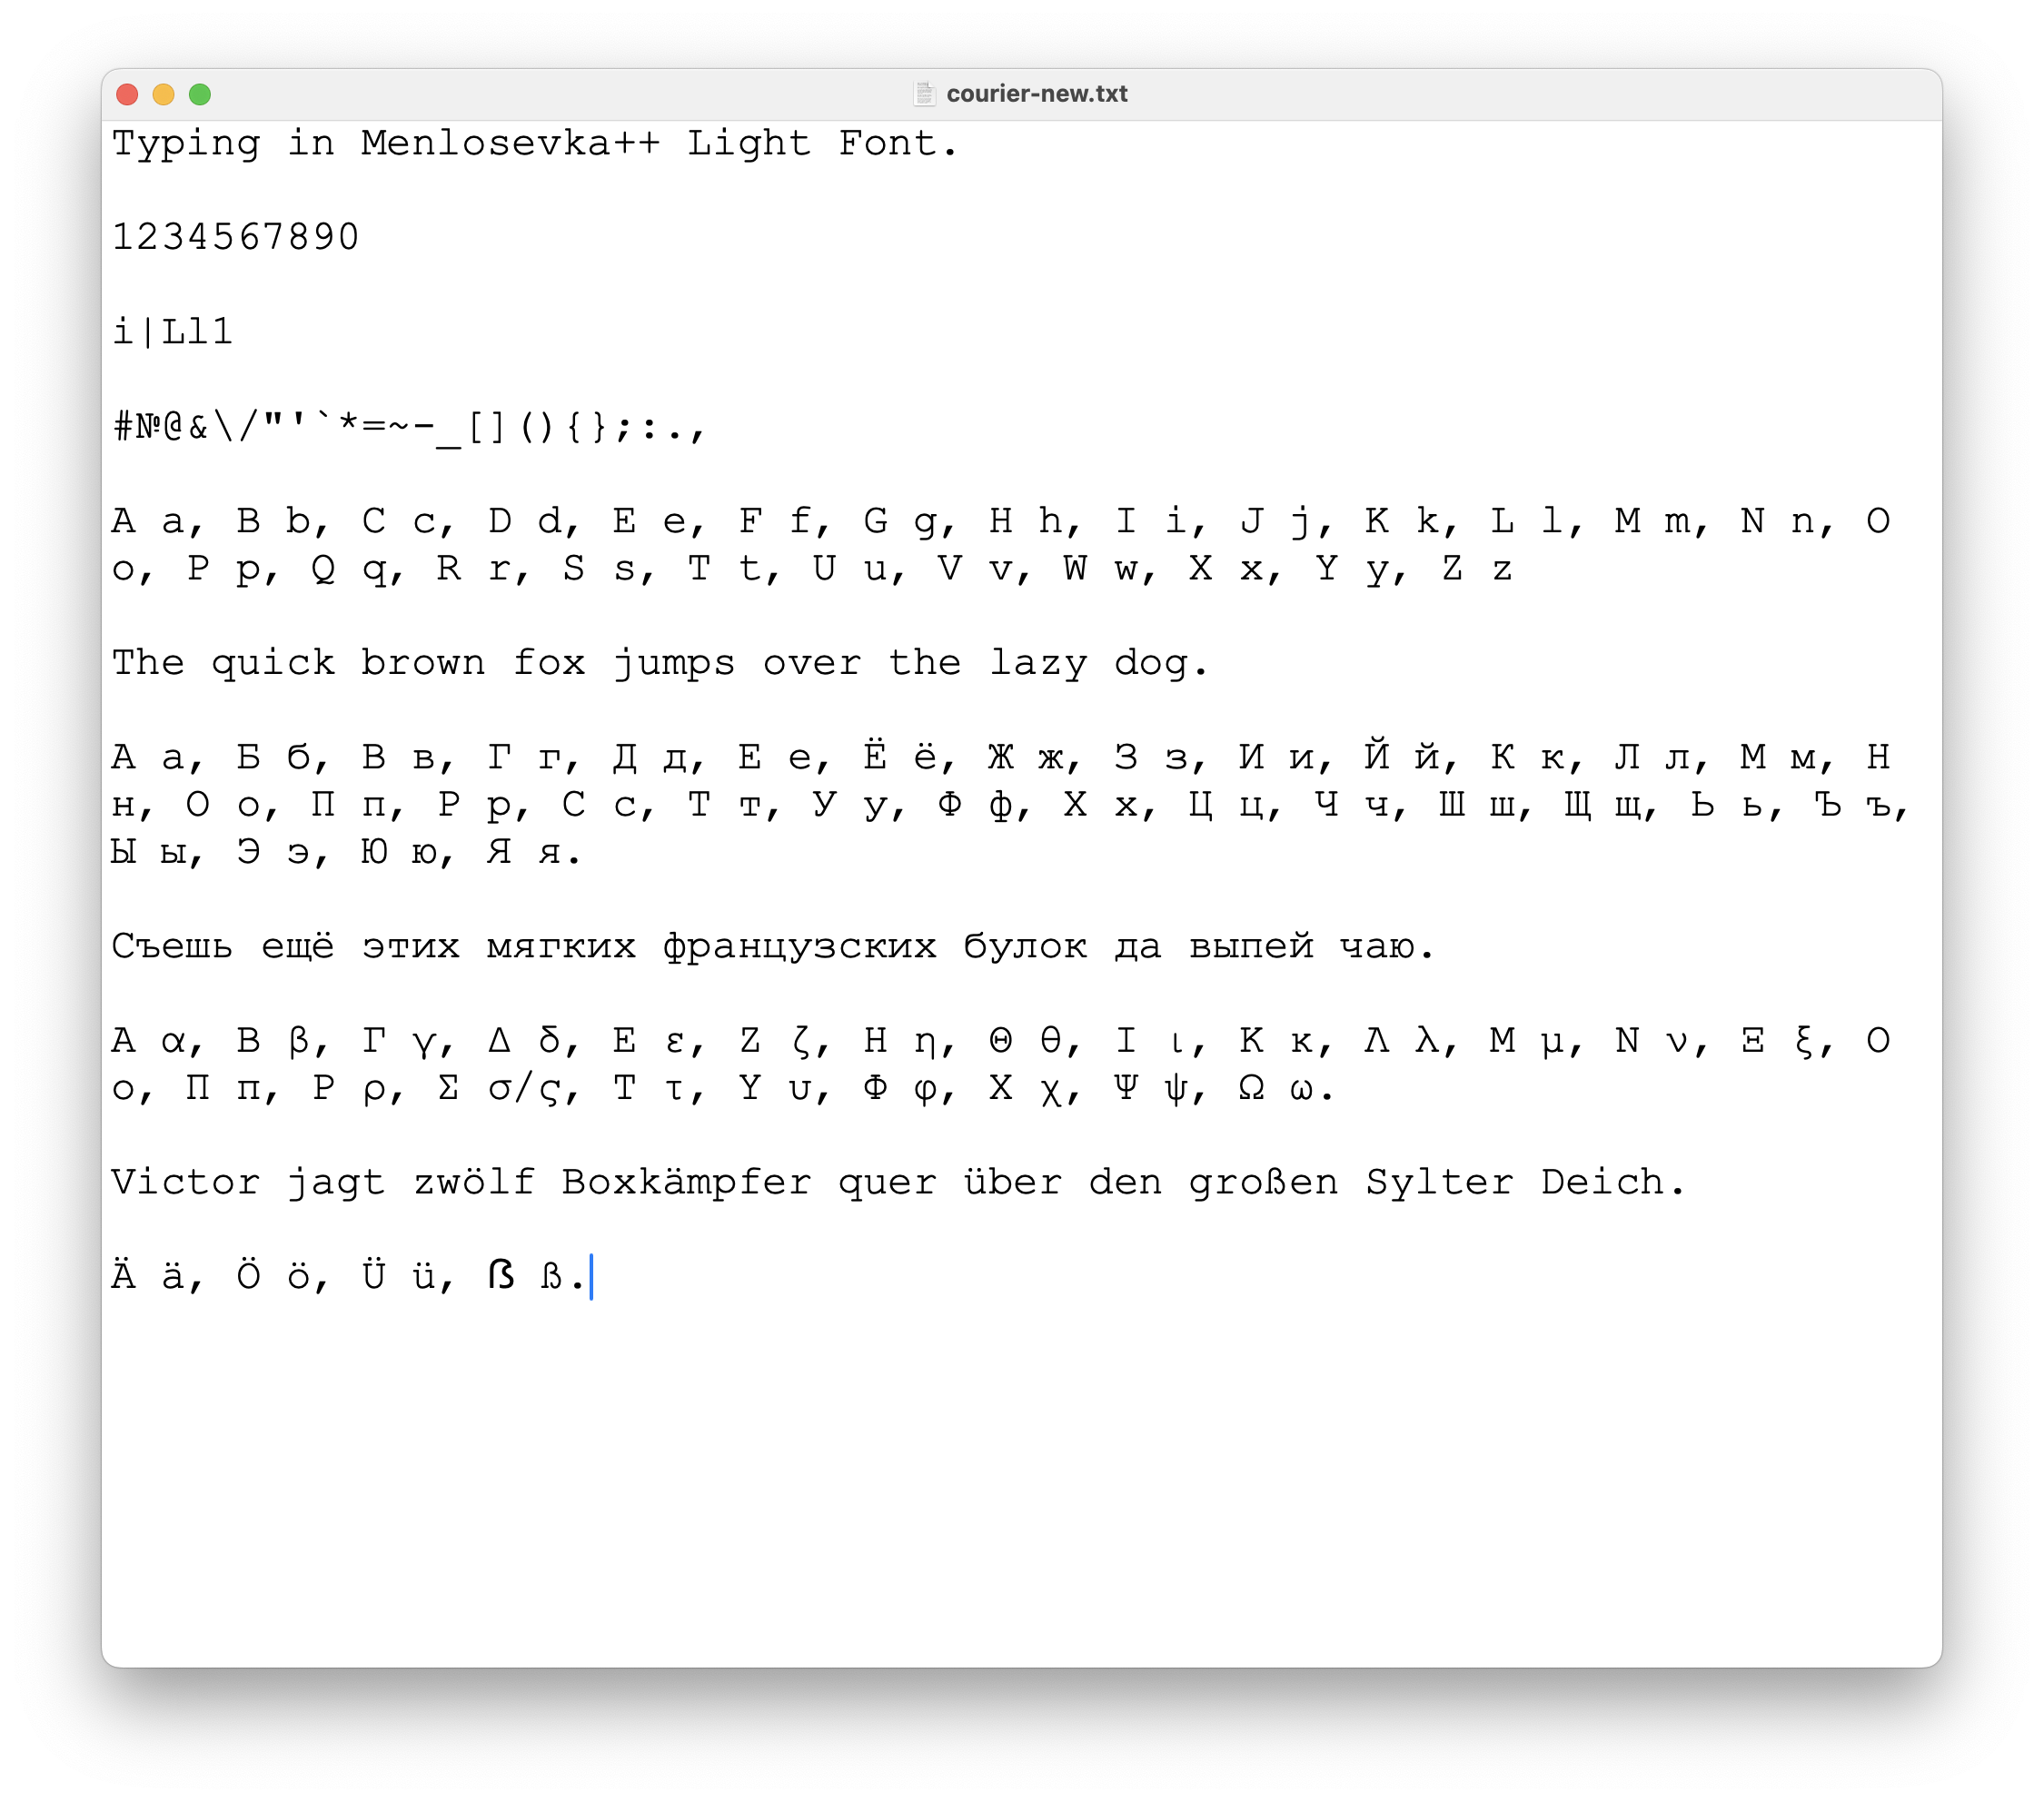 courier-new.txt
Typing in Menlosevka++ Light Font.
1234567890
i|Ll1
#№@&\/"'`*=~-_[](){};:.,
A a, B b, C c, D d, E e, F f, G g, H h, I i, J j, K k, L l, M m, N n, O
o, P p, Q q, R r, S s, T t, U u, V v, W w, X x, Y y, Z z
The quick brown fox jumps over the lazy dog.
А а, Б б, В в, Г г, Д д, Е е, Ё ё, Ж ж, З з, И и, Й й, К к, Л л, М м, Н
н, О о, П п, Р р, С с, Т т, У у, Ф ф, Х х, Ц ц, Ч ч, Ш ш, Щ щ, Ь ь, Ъ ъ,
Ы ы, Э э, Ю ю, Я я.
Съешь ещё этих мягких французских булок да выпей чаю.
Α α, Β β, Γ γ, Δ δ, Ε ε, Ζ ζ, Η η, Θ θ, Ι ι, Κ κ, Λ λ, Μ μ, Ν ν, Ξ ξ, Ο
ο, Π π, Ρ ρ, Σ σ/ς, Τ τ, Υ υ, Φ φ, Χ χ, Ψ ψ, Ω ω.
Victor jagt zwölf Boxkämpfer quer über den großen Sylter Deich.
Ä ä, Ö ö, Ü ü, ẞ ß.